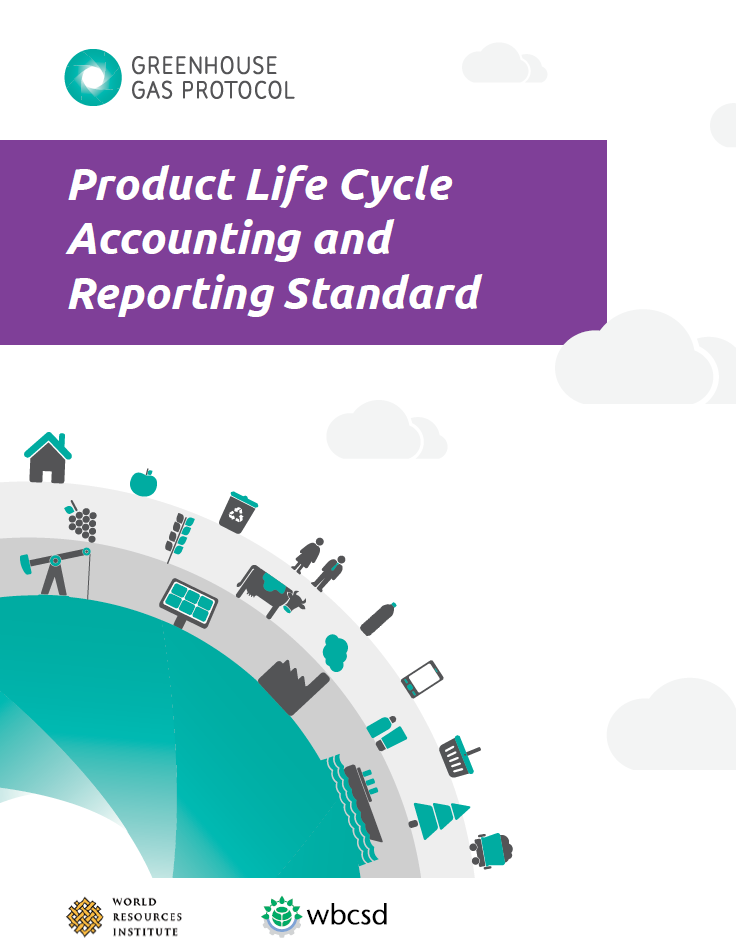 GREENHOUSE
GAS PROTOCOL
Product Life Cycle
Accounting and
Reporting Standard
WORLD
RESOURCES
INSTITUTE
wbcsd